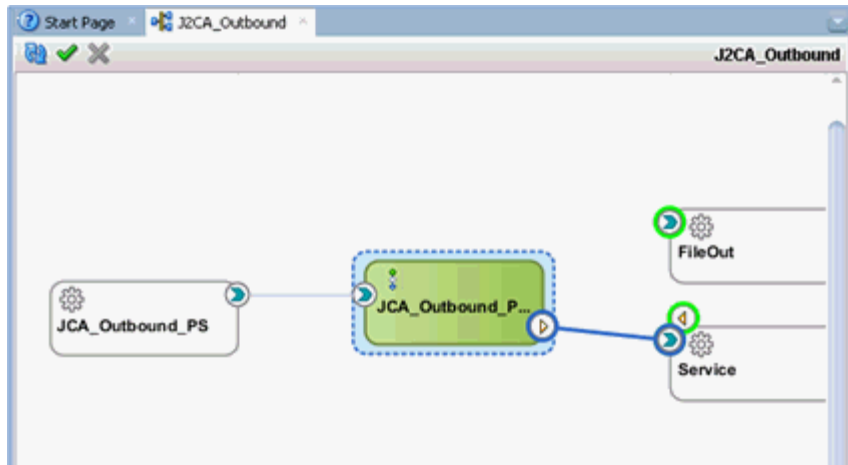 Start Page
J2CA_Outbound
J2CA_Outbound
FileOut
JCA_Outbound_P...
JCA_Outbound_PS
Service